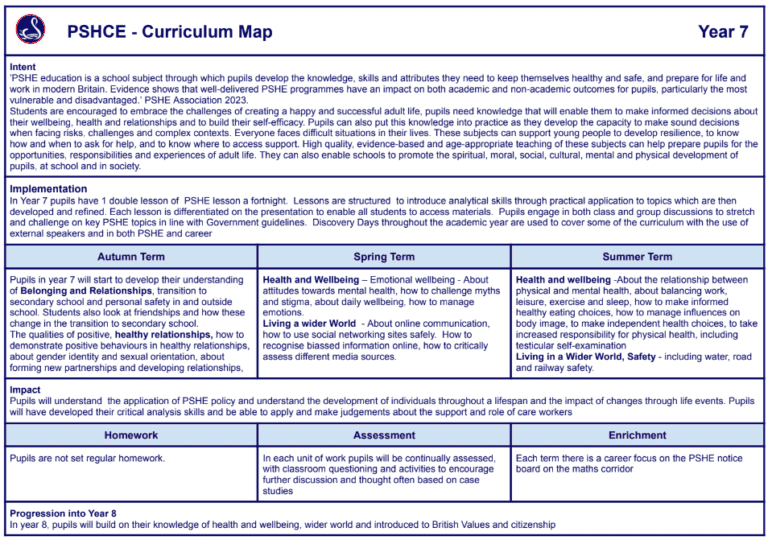 PSHCE - Curriculum Map
Year 7
Intent
'PSHE education is a school subject through which pupils develop the knowledge, skills and attributes they need to keep themselves healthy and safe, and prepare for life and
work in modern Britain. Evidence shows that well-delivered PSHE programmes have an impact on both academic and non-academic outcomes for pupils, particularly the most
vulnerable and disadvantaged.' PSHE Association 2023.
Students are encouraged to embrace the challenges of creating a happy and successful adult life, pupils need knowledge that will enable them to make informed decisions about
their wellbeing, health and relationships and to build their self-efficacy. Pupils can also put this knowledge into practice as they develop the capacity to make sound decisions
when facing risks, challenges and complex contexts. Everyone faces difficult situations in their lives. These subjects can support young people to develop resilience, to know
how and when to ask for help, and to know where to access support. High quality, evidence-based and age-appropriate teaching of these subjects can help prepare pupils for the
opportunities, responsibilities and experiences of adult life. They can also enable schools to promote the spiritual, moral, social, cultural, mental and physical development of
pupils, at school and in society.
Implementation
In Year 7 pupils have 1 double lesson of PSHE lesson a fortnight. Lessons are structured to introduce analytical skills through practical application to topics which are then
developed and refined. Each lesson is differentiated on the presentation to enable all students to access materials. Pupils engage in both class and group discussions to stretch
and challenge on key PSHE topics in line with Government guidelines. Discovery Days throughout the academic year are used to cover some of the curriculum with the use of
external speakers and in both PSHE and career
Autumn Term
Pupils in year 7 will start to develop their understanding
of Belonging and Relationships, transition to
secondary school and personal safety in and outside
school. Students also look at friendships and how these
change in the transition to secondary school.
The qualities of positive, healthy relationships, how to
demonstrate positive behaviours in healthy relationships,
about gender identity and sexual orientation, about
forming new partnerships and developing relationships,
Spring Term
Health and Wellbeing – Emotional wellbeing - About
attitudes towards mental health, how to challenge myths
and stigma, about daily wellbeing, how to manage
emotions.
Living a wider World - About online communication,
how to use social networking sites safely. How to
recognise biassed information online, how to critically
assess different media sources.
Summer Term
Health and wellbeing -About the relationship between
physical and mental health, about balancing work,
leisure, exercise and sleep, how to make informed
healthy eating choices, how to manage influences on
body image, to make independent health choices, to take
increased responsibility for physical health, including
testicular self-examination
Living in a Wider World, Safety - including water, road
and railway safety.
Impact
Pupils will understand the application of PSHE policy and understand the development of individuals throughout a lifespan and the impact of changes through life events. Pupils
will have developed their critical analysis skills and be able to apply and make judgements about the support and role of care workers
Homework
Pupils are not set regular homework.
Assessment
In each unit of work pupils will be continually assessed,
with classroom questioning and activities to encourage
further discussion and thought often based on case
studies
Enrichment
Each term there is a career focus on the PSHE notice
board on the maths corridor
Progression into Year 8
In year 8, pupils will build on their knowledge of health and wellbeing, wider world and introduced to British Values and citizenship